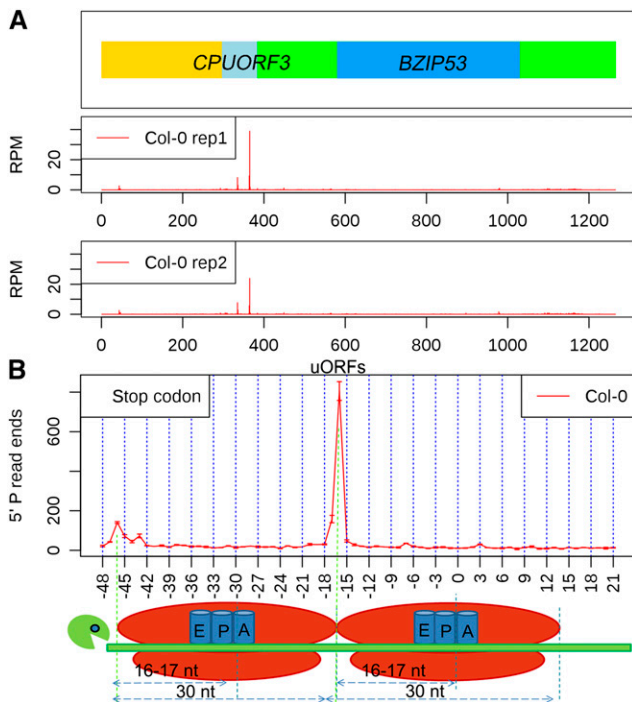 A
CPUORF3 BZIP53
RPM
0 20
Col-0 rep1
0 200 400 600 800 1000 1200
RPM
0 20
Col-0 rep2
0 200 400 600 800 1000 1200
B
uORFs
Stop codon
Col-0
5' P read ends
0 200 600
-48 -45 -42 -39 -36 -33 -30 -27 -24 -21 -18 -15 -12 -9 -6 -3 0 3 6 9 12 15 18 21
E P A E P A
16-17 nt 16-17 nt
30 nt 30 nt